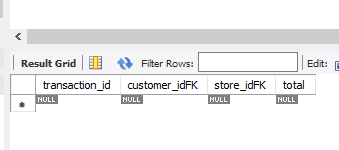 Result Grid Filter Rows: Edit:
transaction_id customer_idFK store_idFK total
* NULL NULL NULL NULL